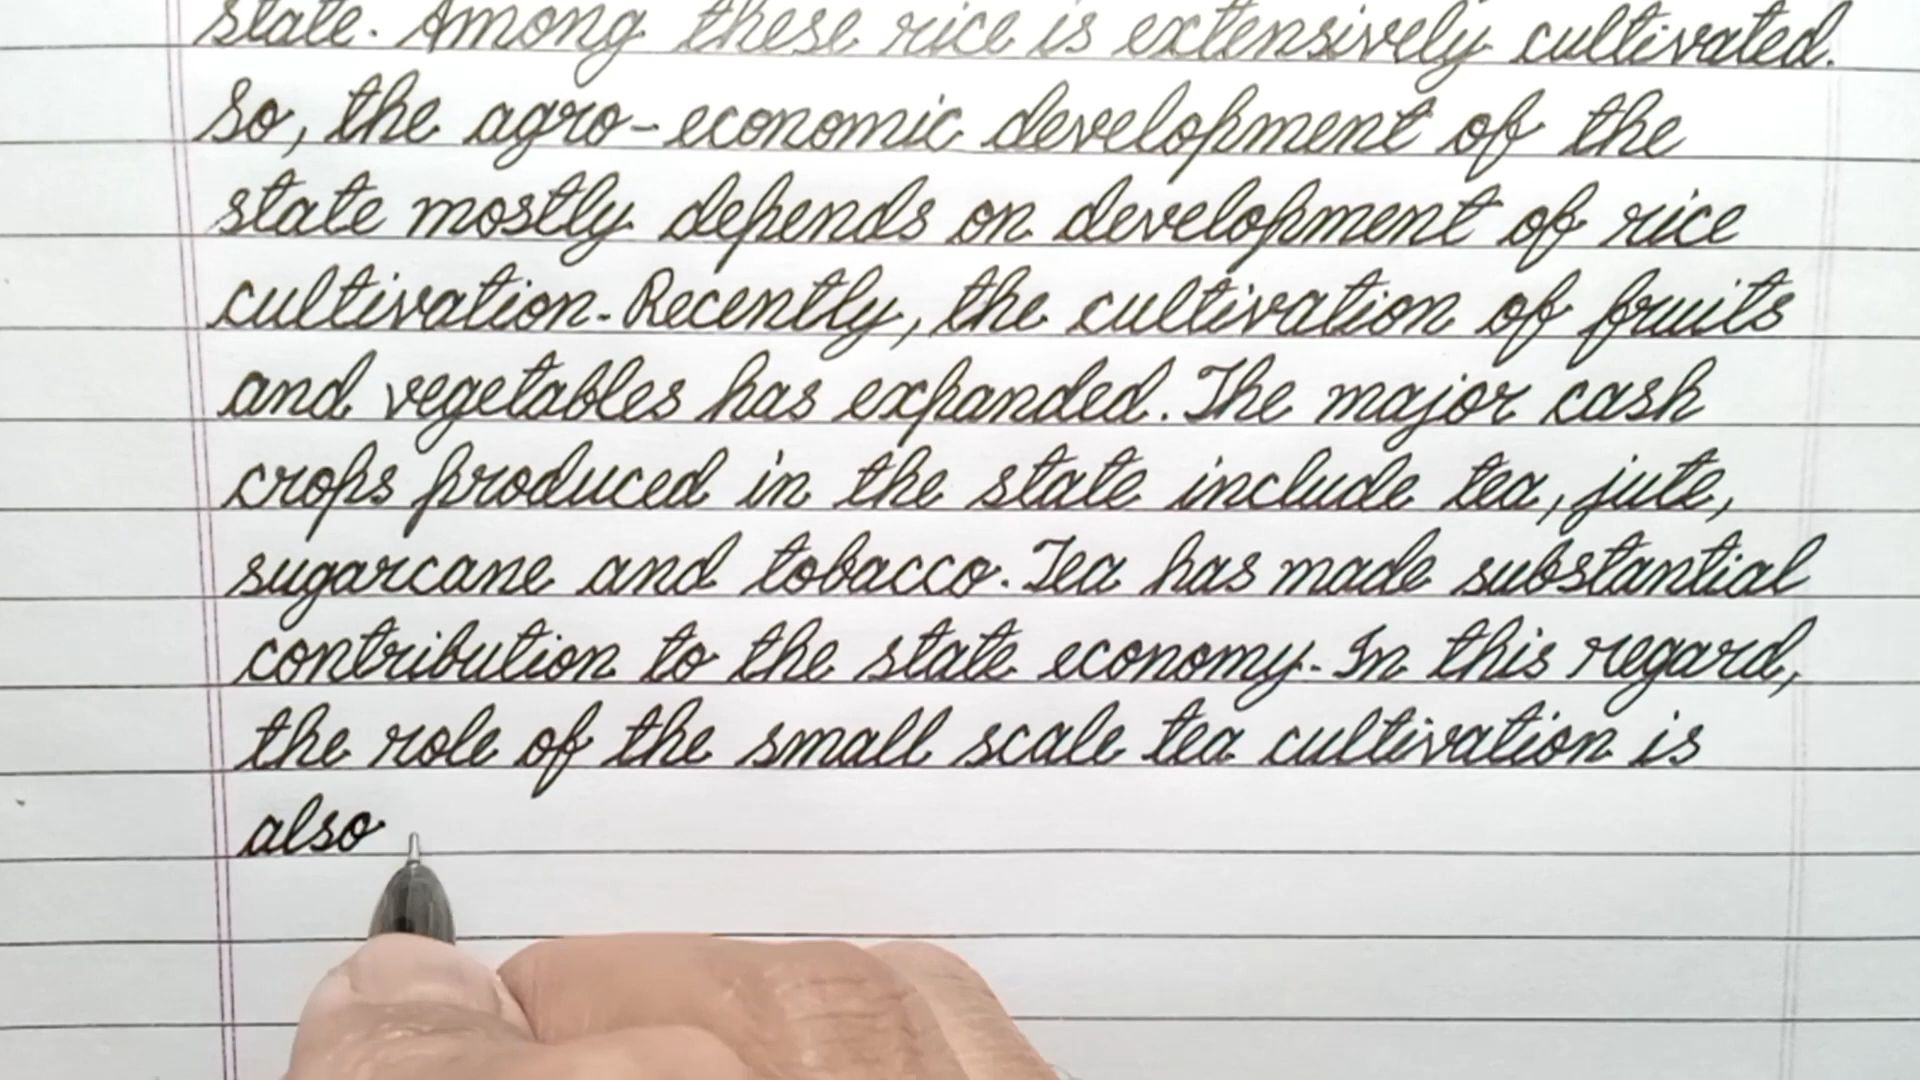 state. Among these rice is extensively cultivated.
So, the agro-economic development of the
state mostly depends on development of rice
cultivation. Recently, the cultivation of fruits
and vegetables has expanded. The major cash
crops produced in the state include tea, jute,
sugarcane and tobacco. Tea has made substantial
contribution to the state economy. In this regard,
the role of the small scale tea cultivation is
also